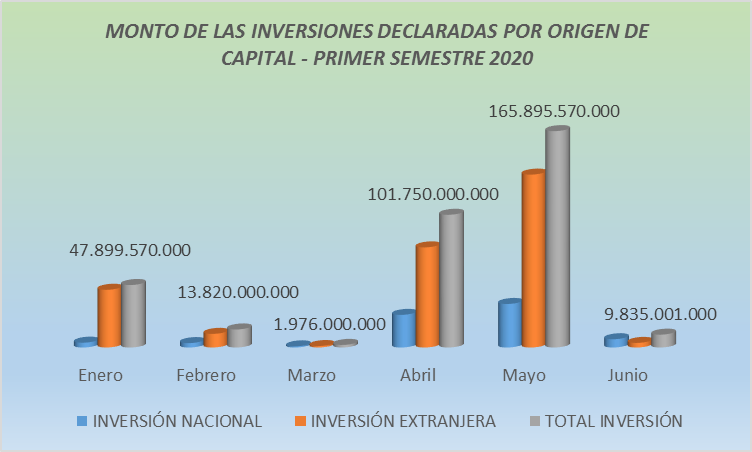 MONTO DE LAS INVERSIONES DECLARADAS POR ORIGEN DE
CAPITAL - PRIMER SEMESTRE 2020
165.895.570.000
101.750.000.000
47.899.570.000
13.820.000.000
1.976.000.000
9.835.001.000
Enero Febrero Marzo Abril Mayo Junio
INVERSIÓN NACIONAL INVERSIÓN EXTRANJERA TOTAL INVERSIÓN